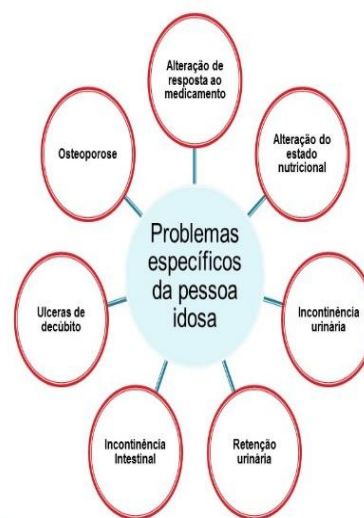 Alteração de
resposta ao
medicamento
Alteração do
estado
nutricional
Incontinência
urinária
Retenção
urinária
Incontinência
Intestinal
Ulceras de
decúbito
Osteoporose
Problemas
específicos
da pessoa
idosa